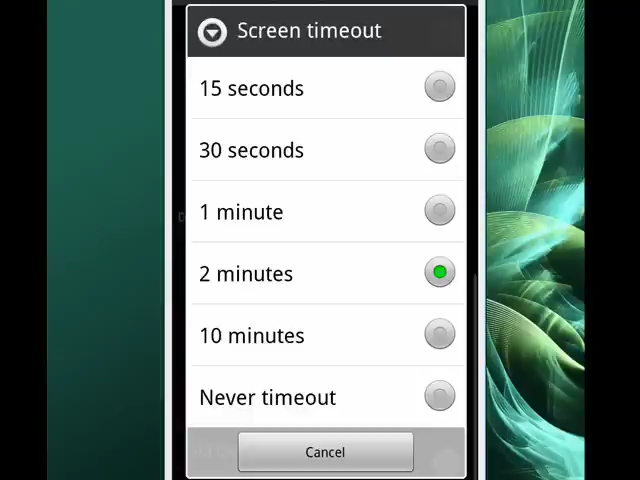 Screen timeout
15 seconds
30 seconds
1 minute
2 minutes
10 minutes
Never timeout
Cancel